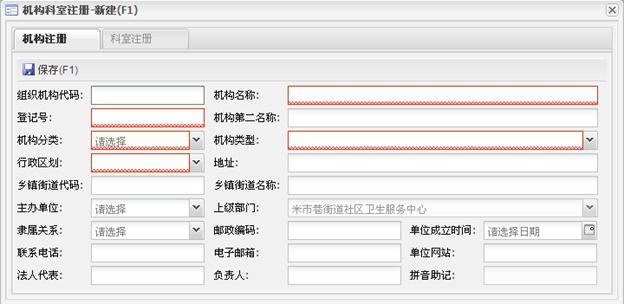 机构科室注册-新建(F1)
机构注册 科室注册
保存(F1)
组织机构代码: 机构名称:
登记号: 机构第二名称:
机构分类: 请选择 机构类型:
行政区划: 地址:
乡镇街道代码: 乡镇街道名称:
主办单位: 请选择 上级部门: 米市巷街道社区卫生服务中心
隶属关系: 请选择 邮政编码: 单位成立时间: 请选择日期
联系电话: 电子邮箱: 单位网站:
法人代表: 负责人: 拼音助记: